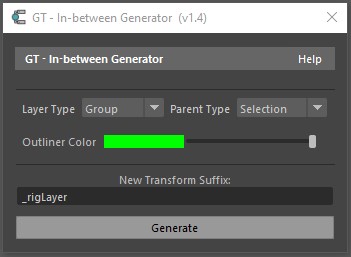 GT - In-between Generator (v1.4)
GT - In-between Generator Help
Layer Type Group Parent Type Selection
Outliner Color
New Transform Suffix:
_rigLayer
Generate